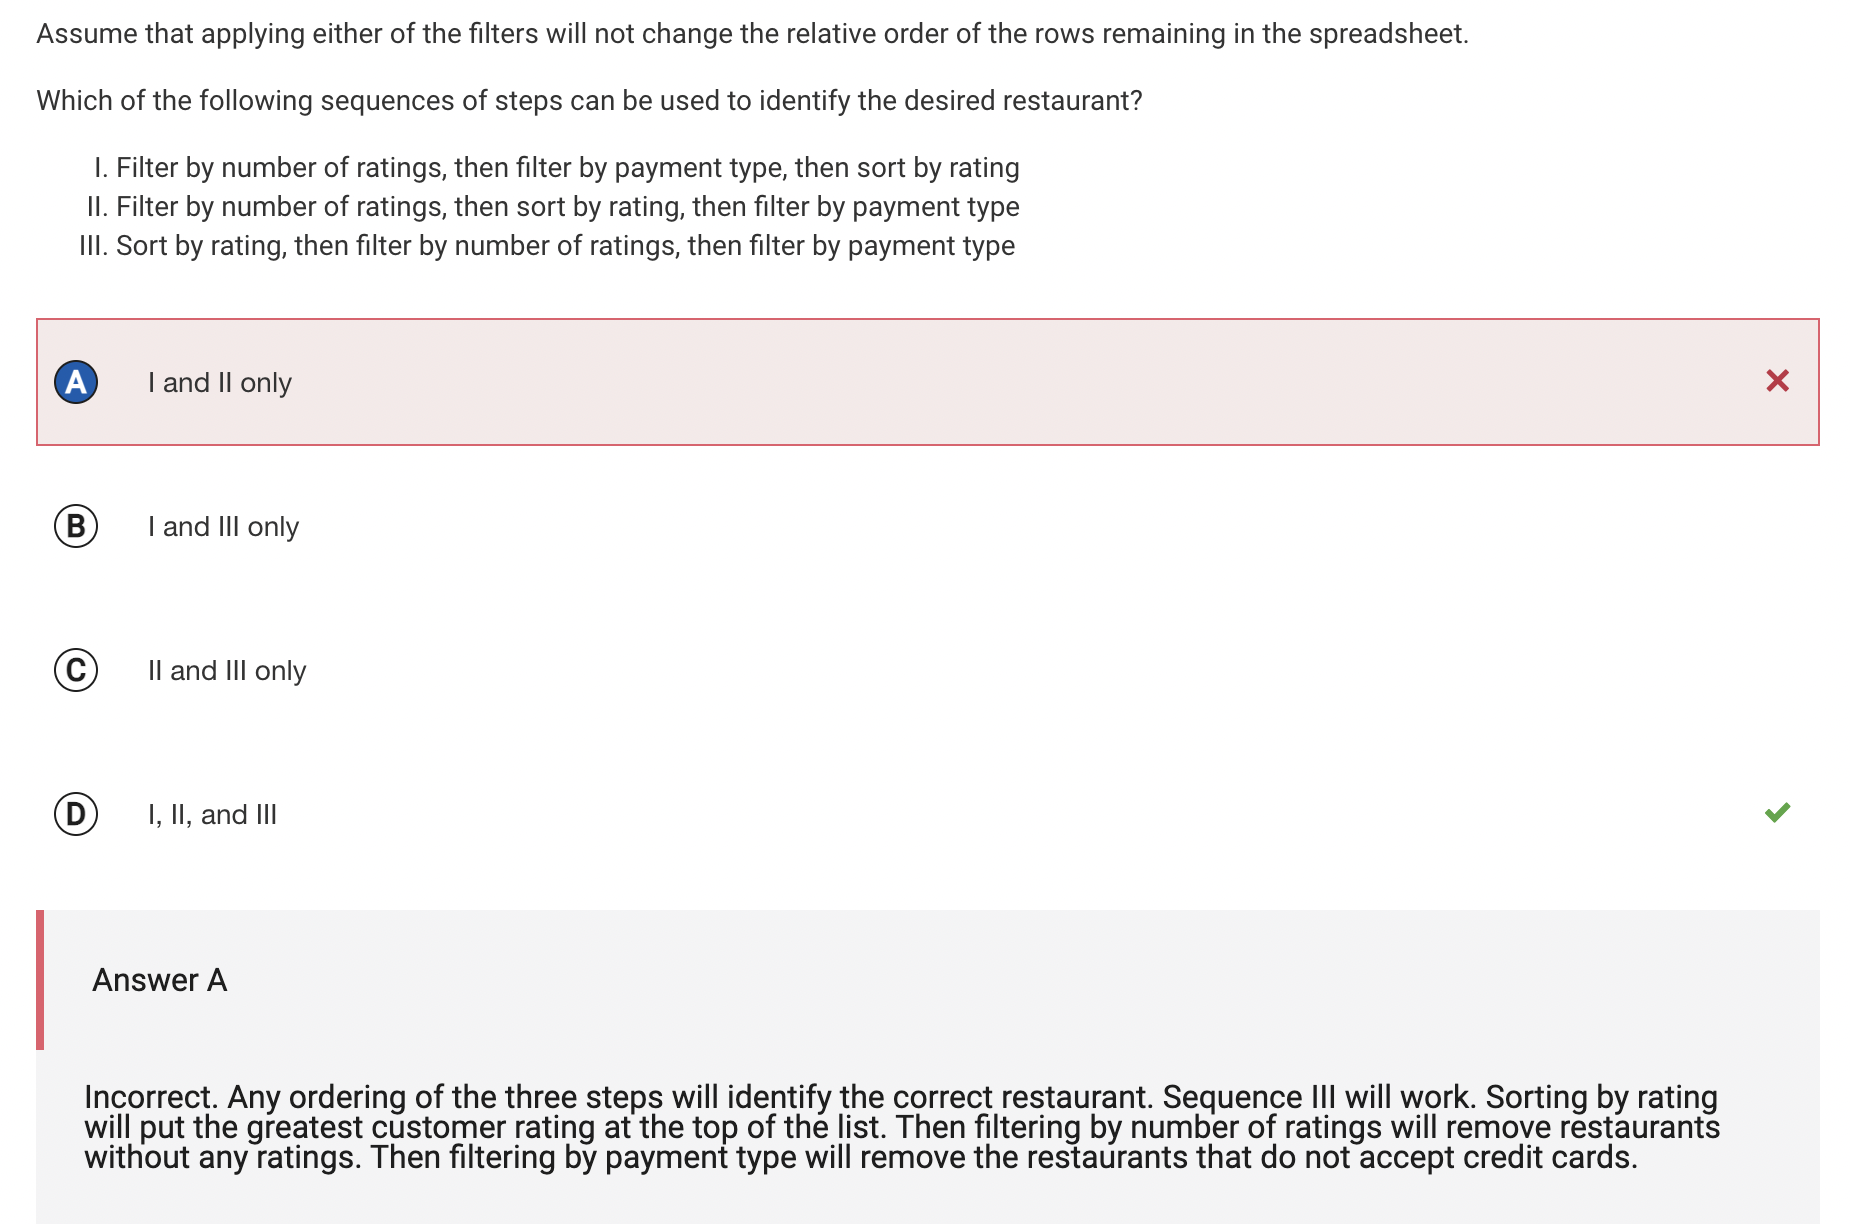 Assume that applying either of the filters will not change the relative order of the rows remaining in the spreadsheet.
Which of the following sequences of steps can be used to identify the desired restaurant?
I. Filter by number of ratings, then filter by payment type, then sort by rating
II. Filter by number of ratings, then sort by rating, then filter by payment type
III. Sort by rating, then filter by number of ratings, then filter by payment type
A I and II only
B I and III only
C II and III only
D I, II, and III
Answer A
Incorrect. Any ordering of the three steps will identify the correct restaurant. Sequence III will work. Sorting by rating
will put the greatest customer rating at the top of the list. Then filtering by number of ratings will remove restaurants
without any ratings. Then filtering by payment type will remove the restaurants that do not accept credit cards.